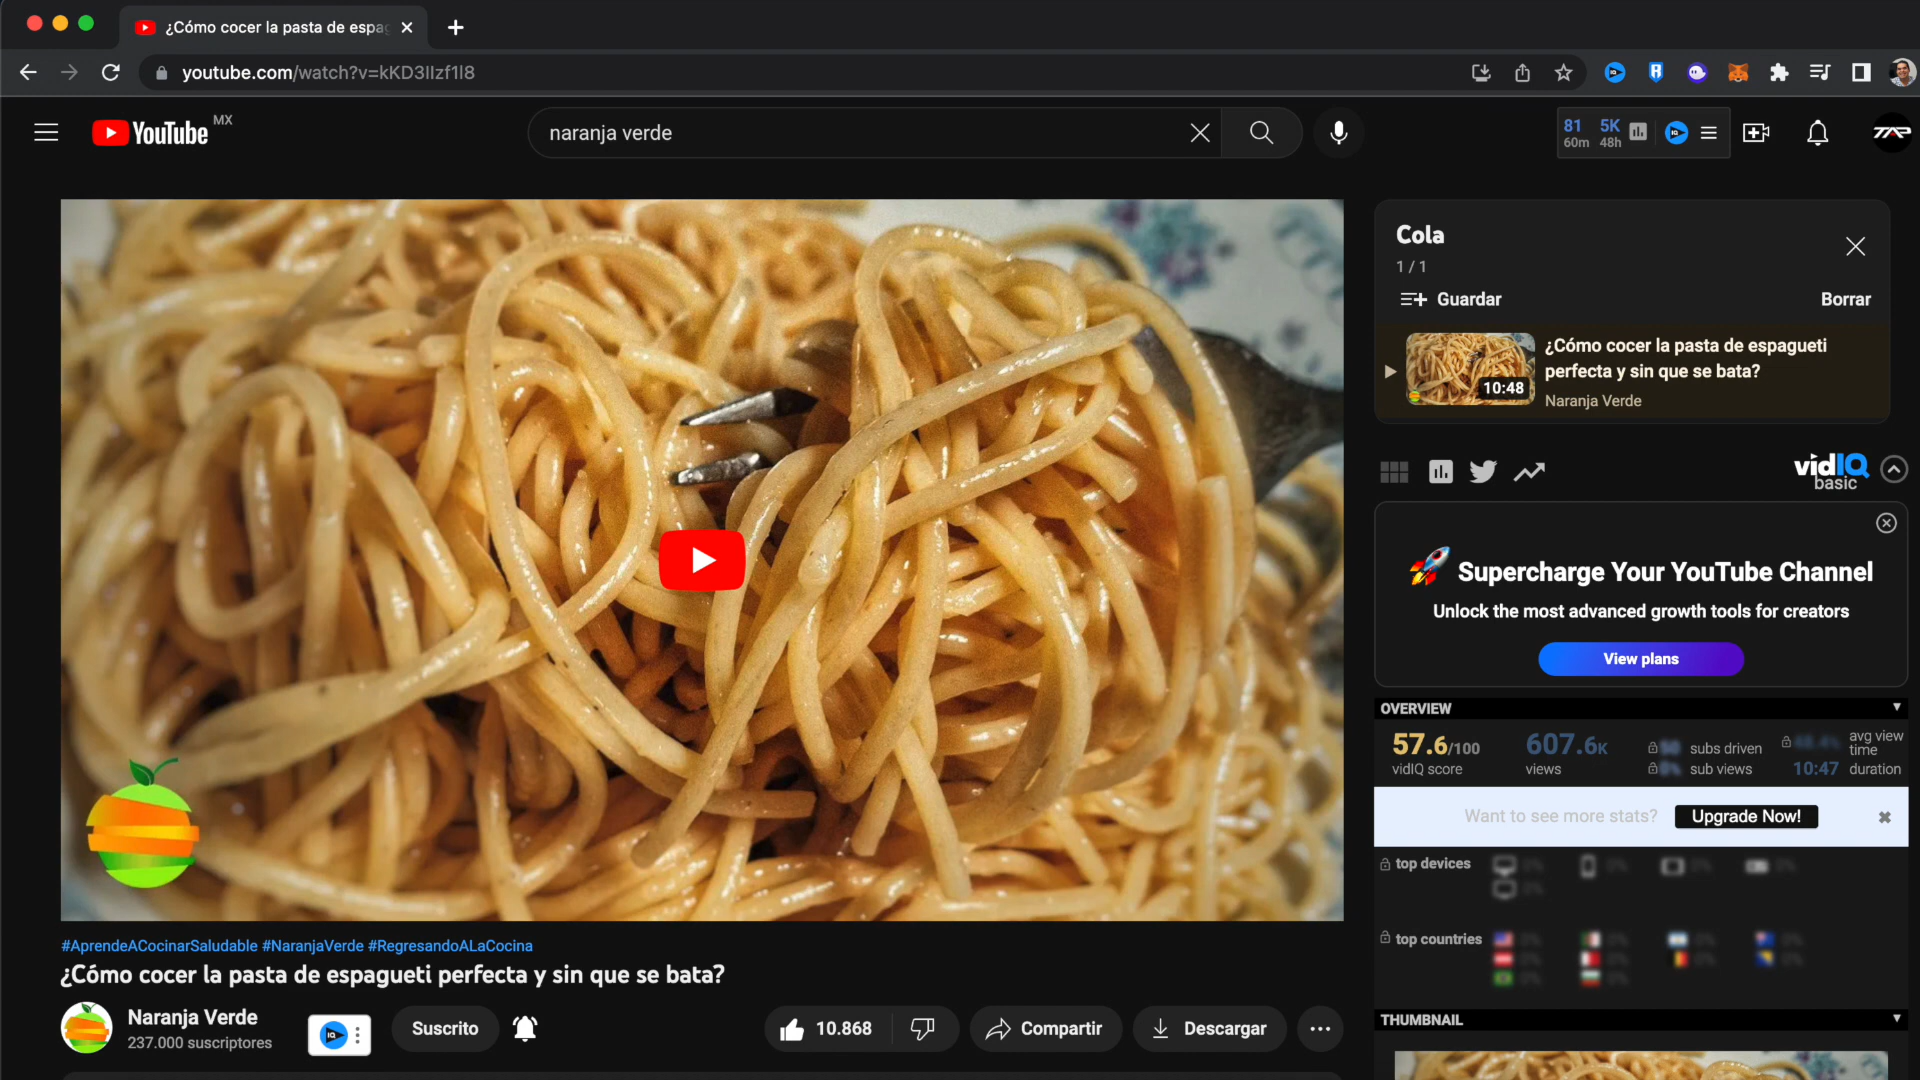 ¿Cómo cocer la pasta de espag
youtube.com/watch?v=kKD3IIzf1I8
YouTube MX
naranja verde
81 5K
60m 48h
TAP
Cola
1 / 1
Guardar
Borrar
¿Cómo cocer la pasta de espagueti
perfecta y sin que se bata?
10:48
Naranja Verde
vidIQ
basic
Supercharge Your YouTube Channel
Unlock the most advanced growth tools for creators
View plans
OVERVIEW
57.6/100
vidIQ score
607.6K
views
subs driven
sub views
avg view
time
10:47 duration
Want to see more stats?
Upgrade Now!
top devices
top countries
THUMBNAIL
#AprendeACocinarSaludable #NaranjaVerde #RegresandoALaCocina
¿Cómo cocer la pasta de espagueti perfecta y sin que se bata?
Naranja Verde
237.000 suscriptores
IQ
Suscrito
10.868
Compartir
Descargar